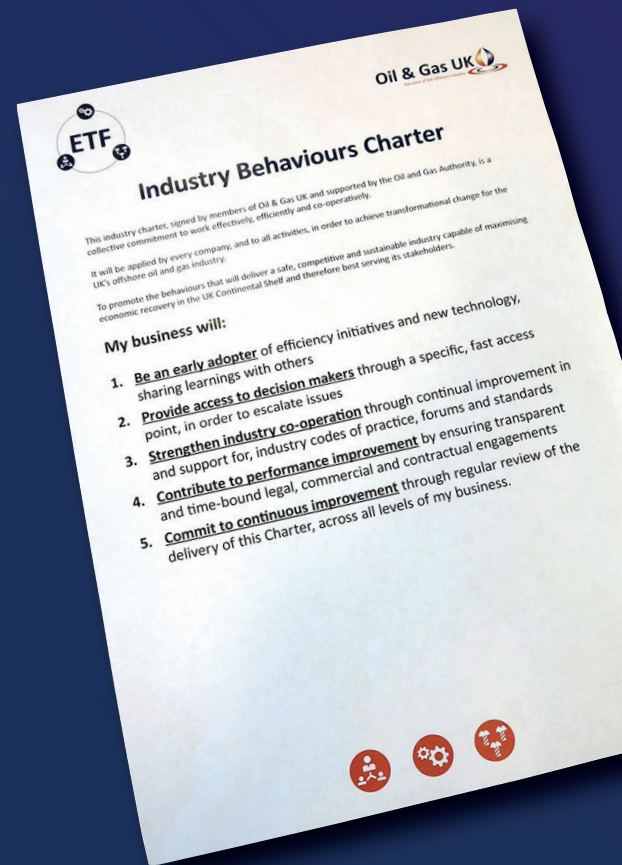 Oil & Gas UK
the voice of the offshore industry
ETF
Industry Behaviours Charter
This industry charter, signed by members of Oil & Gas UK and supported by the Oil and Gas Authority, is a
collective commitment to work effectively, efficiently and co-operatively.
It will be applied by every company, and to all activities, in order to achieve transformational change for the
UK's offshore oil and gas industry.
To promote the behaviours that will deliver a safe, competitive and sustainable industry capable of maximising
economic recovery in the UK Continental Shelf and therefore best serving its stakeholders.
My business will:
1. Be an early adopter of efficiency initiatives and new technology,
sharing learnings with others
2. Provide access to decision makers through a specific, fast access
point, in order to escalate issues
3. Strengthen industry co-operation through continual improvement in
and support for, industry codes of practice, forums and standards
4. Contribute to performance improvement by ensuring transparent
and time-bound legal, commercial and contractual engagements
5. Commit to continuous improvement through regular review of the
delivery of this Charter, across all levels of my business.